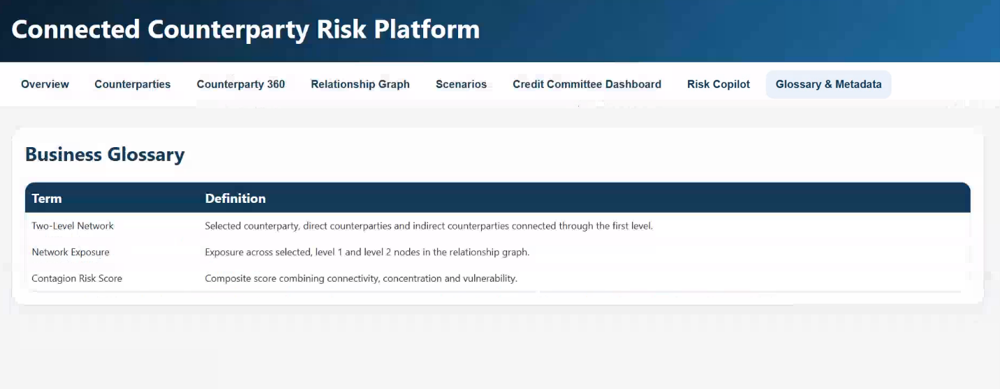 Connected Counterparty Risk Platform
Overview Counterparties Counterparty 360 Relationship Graph Scenarios Credit Committee Dashboard Risk Copilot Glossary & Metadata
Business Glossary
Term Definition
Two-Level Network Selected counterparty, direct counterparties and indirect counterparties connected through the first level.
Network Exposure Exposure across selected, level 1 and level 2 nodes in the relationship graph.
Contagion Risk Score Composite score combining connectivity, concentration and vulnerability.